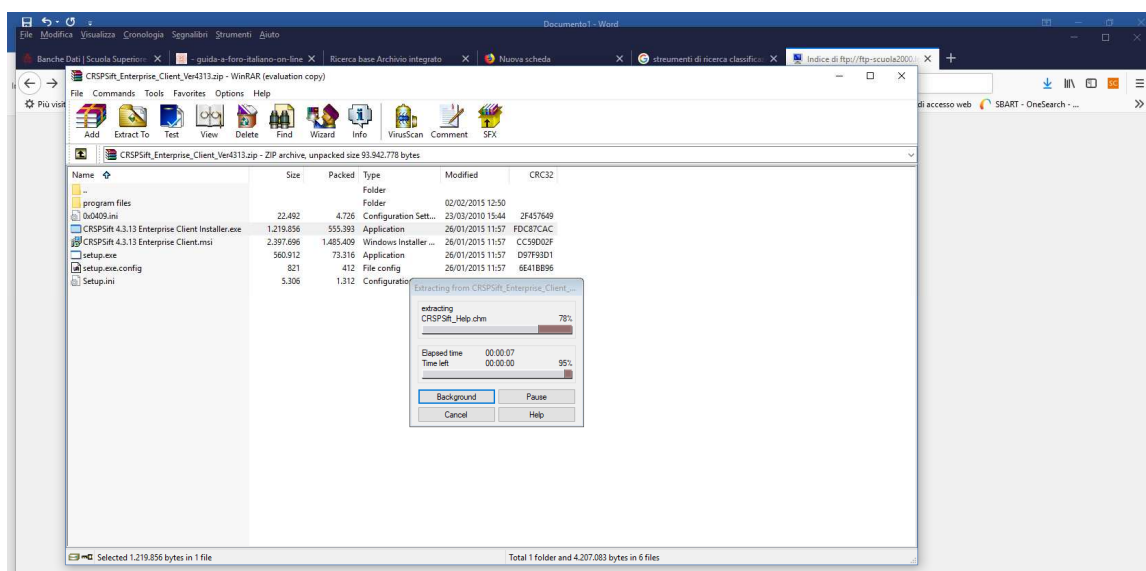 Documento1 - Word
File Modifica Visualizza Cronologia Segnalibri Strumenti Aiuto
Banche Dati | Scuola Superiore
- guida-a-foro-italiano-on-line
Ricerca base Archivio integrato
Nuova scheda
streumenti di ricerca classifica
Indice di ftp://ftp-scuola2000.
CRSPSift_Enterprise_Client_Ver4313.zip - WinRAR (evaluation copy)
File Commands Tools Favorites Options Help
Più visit
di accesso web
SBART - OneSearch - ...
Add Extract To Test View Delete Find Wizard Info VirusScan Comment SFX
CRSPSift_Enterprise_Client_Ver4313.zip - ZIP archive, unpacked size 93.942.778 bytes
Name Size Packed Type Modified CRC32
.. Folder
program files Folder 02/02/2015 12:50
0x0409.ini 22.492 4.726 Configuration Sett... 23/03/2010 15:44 2F457649
CRSPSift 4.3.13 Enterprise Client Installer.exe 1.219.856 555.393 Application 26/01/2015 11:57 FDC87CAC
CRSPSift 4.3.13 Enterprise Client.msi 2.397.696 1.485.409 Windows Installer ... 26/01/2015 11:57 CC59D02F
setup.exe 560.912 73.316 Application 26/01/2015 11:57 D97F93D1
setup.exe.config 821 412 File config 26/01/2015 11:57 6E41BB96
Setup.ini 5.306 1.312 Configuratio
Extracting from CRSPSift_Enterprise_Client_...
extracting
CRSPSift_Help.chm 78%
Elapsed time 00:00:07
Time left 00:00:00 95%
Background Pause
Cancel Help
Selected 1.219.856 bytes in 1 file
Total 1 folder and 4.207.083 bytes in 6 files